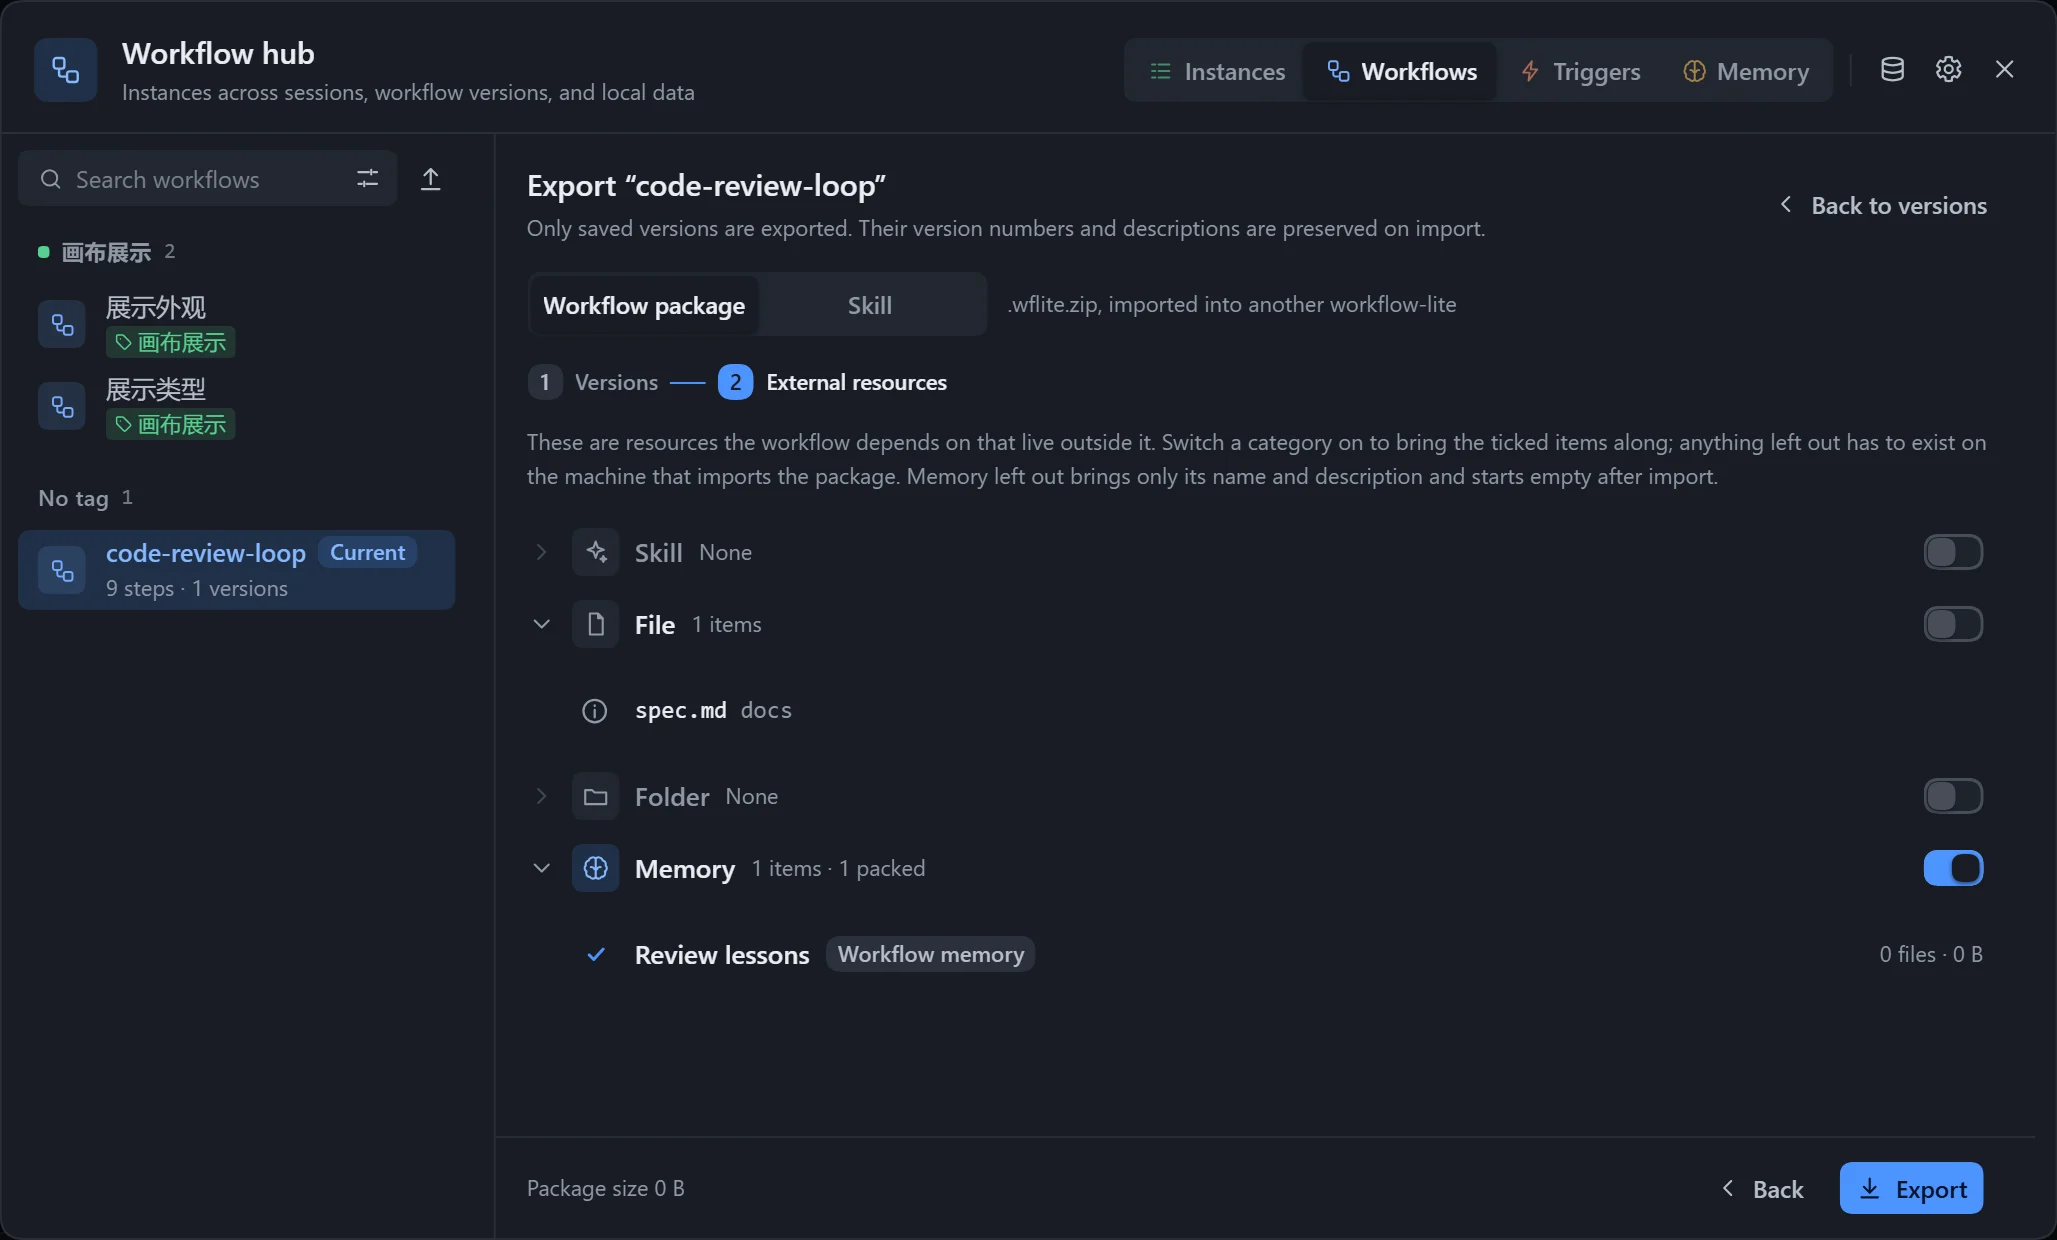 Workflow hub
Instances across sessions, workflow versions, and local data
Instances
Workflows
Triggers
Memory
Search workflows
画布展示 2
展示外观
画布展示
展示类型
画布展示
No tag 1
code-review-loop Current
9 steps · 1 versions
Export “code-review-loop”
Only saved versions are exported. Their version numbers and descriptions are preserved on import.
Back to versions
Workflow package
Skill
.wflite.zip, imported into another workflow-lite
1 Versions
2 External resources
These are resources the workflow depends on that live outside it. Switch a category on to bring the ticked items along; anything left out has to exist on
the machine that imports the package. Memory left out brings only its name and description and starts empty after import.
Skill None
File 1 items
spec.md docs
Folder None
Memory 1 items · 1 packed
Review lessons Workflow memory 0 files · 0 B
Package size 0 B
Back
Export